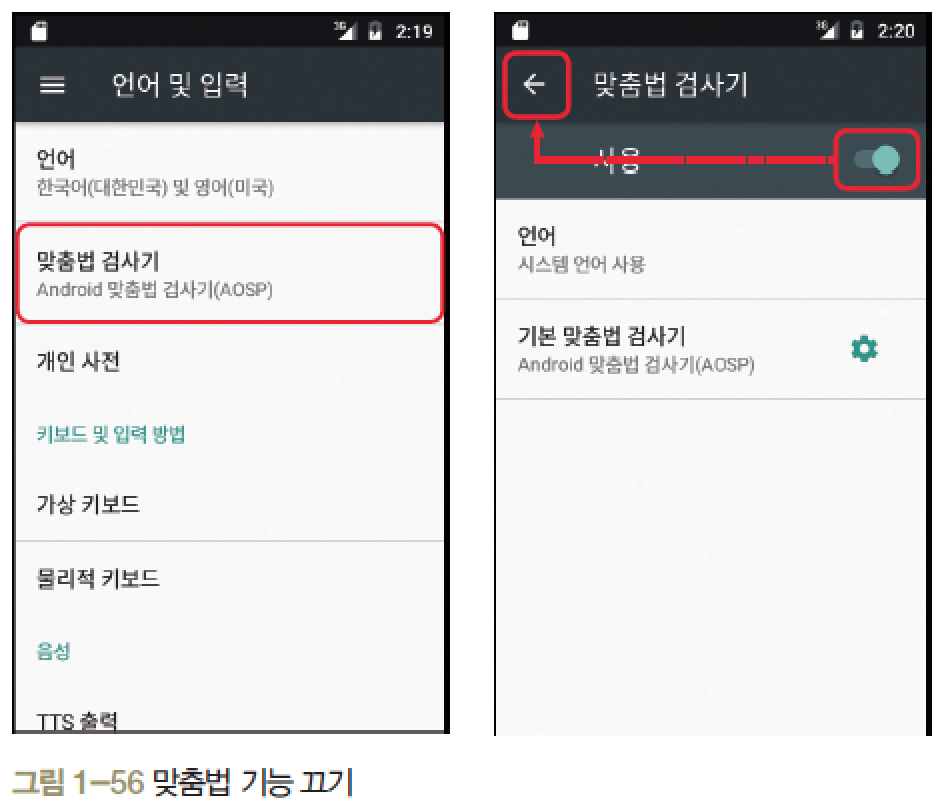 3G 2:19
언어 및 입력
언어
한국어(대한민국) 및 영어(미국)
맞춤법 검사기
Android 맞춤법 검사기(AOSP)
개인 사전
키보드 및 입력 방법
가상 키보드
물리적 키보드
음성
TTS 출력
3G 2:20
맞춤법 검사기
사용
언어
시스템 언어 사용
기본 맞춤법 검사기
Android 맞춤법 검사기(AOSP)
그림 1-56 맞춤법 기능 끄기